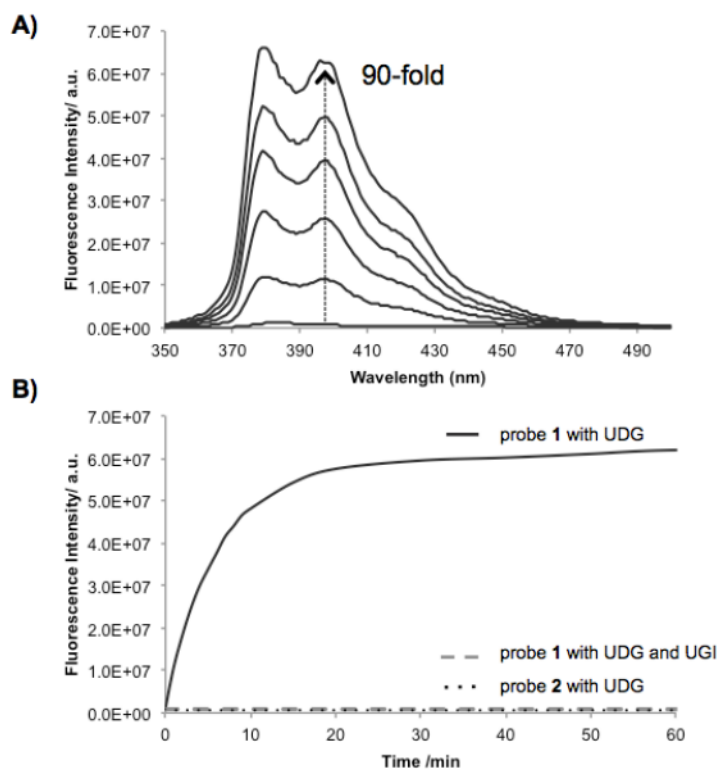 A)
Fluorescence Intensity/ a.u.
7.0E+07
6.0E+07
5.0E+07
4.0E+07
3.0E+07
2.0E+07
1.0E+07
0.0E+00
90-fold
350 370 390 410 430 450 470 490
Wavelength (nm)
B)
Fluorescence Intensity/ a.u.
7.0E+07
6.0E+07
5.0E+07
4.0E+07
3.0E+07
2.0E+07
1.0E+07
0.0E+00
probe 1 with UDG
probe 1 with UDG and UGI
probe 2 with UDG
0 10 20 30 40 50 60
Time /min